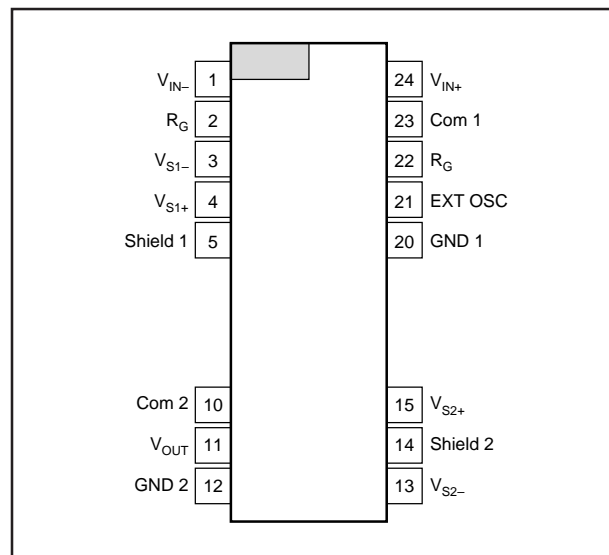 V_IN– 1 24 V_IN+
R_G 2 23 Com 1
V_S1– 3 22 R_G
V_S1+ 4 21 EXT OSC
Shield 1 5 20 GND 1
Com 2 10 15 V_S2+
V_OUT 11 14 Shield 2
GND 2 12 13 V_S2–